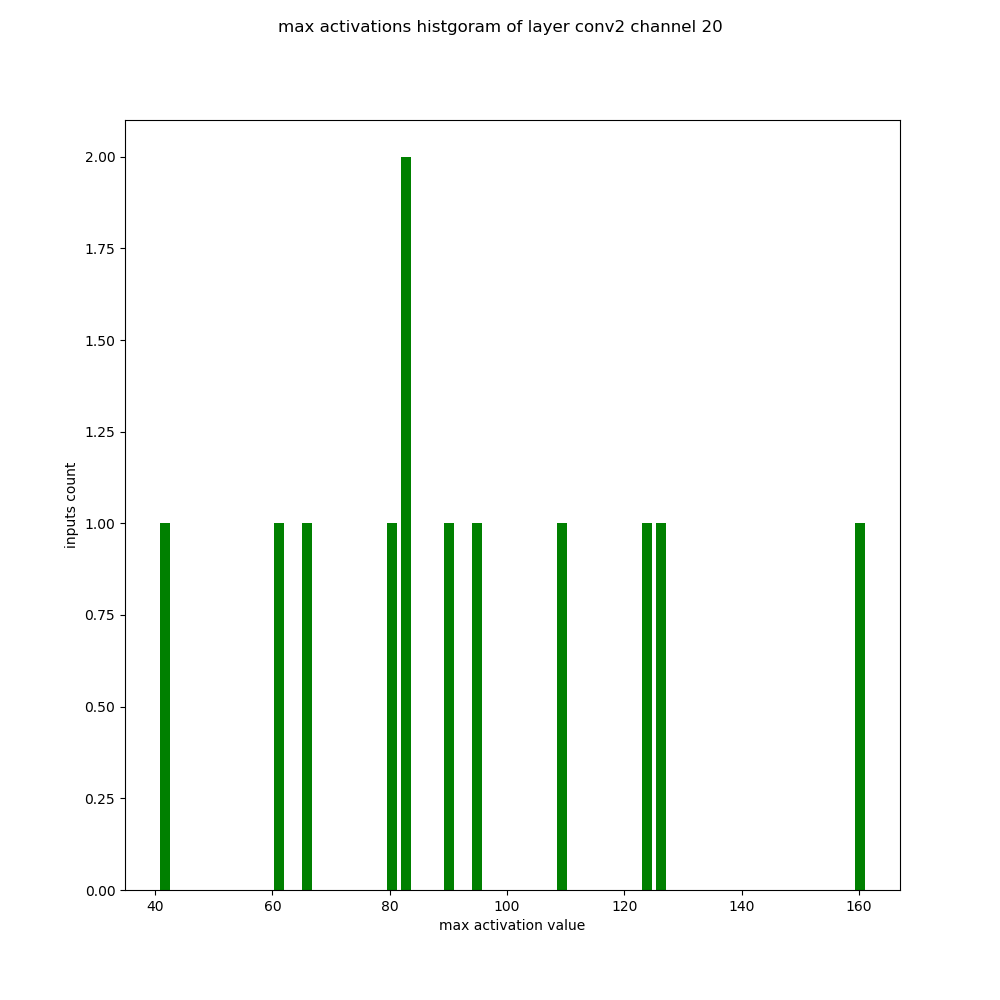 max activations histgoram of layer conv2 channel 20
2.00
1.75
1.50
1.25
1.00
0.75
0.50
0.25
0.00
inputs count
40 60 80 100 120 140 160
max activation value